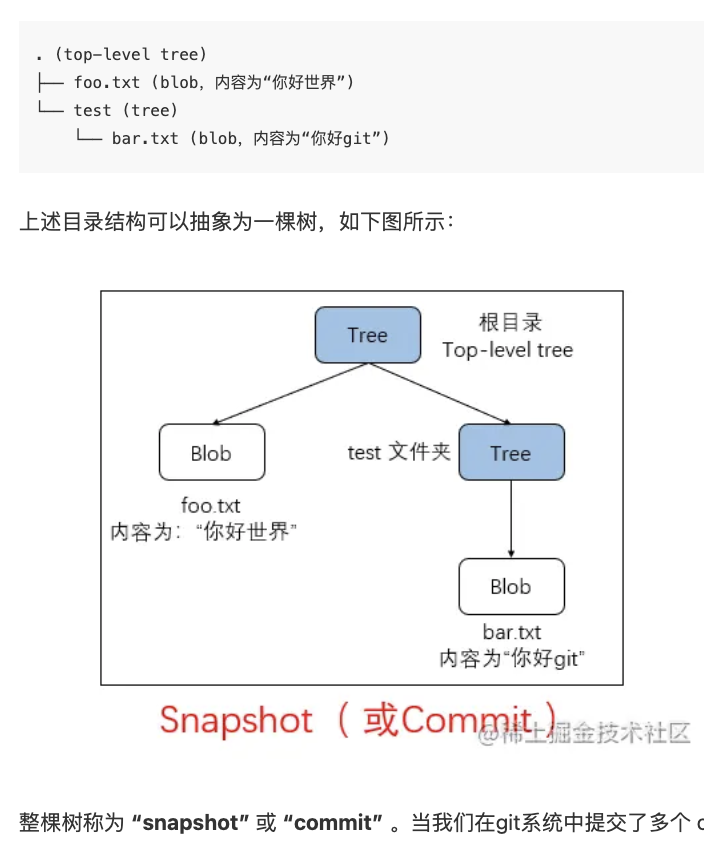 . (top-level tree)
├── foo.txt (blob，内容为“你好世界”)
└── test (tree)
    └── bar.txt (blob，内容为“你好git”)
上述目录结构可以抽象为一棵树，如下图所示：
Tree
根目录
Top-level tree
Blob
test 文件夹
Tree
foo.txt
内容为：“你好世界”
Blob
bar.txt
内容为“你好git”
Snapshot（或Commit）
@稀土掘金技术社区
整棵树称为 “snapshot” 或 “commit” 。当我们在git系统中提交了多个 c